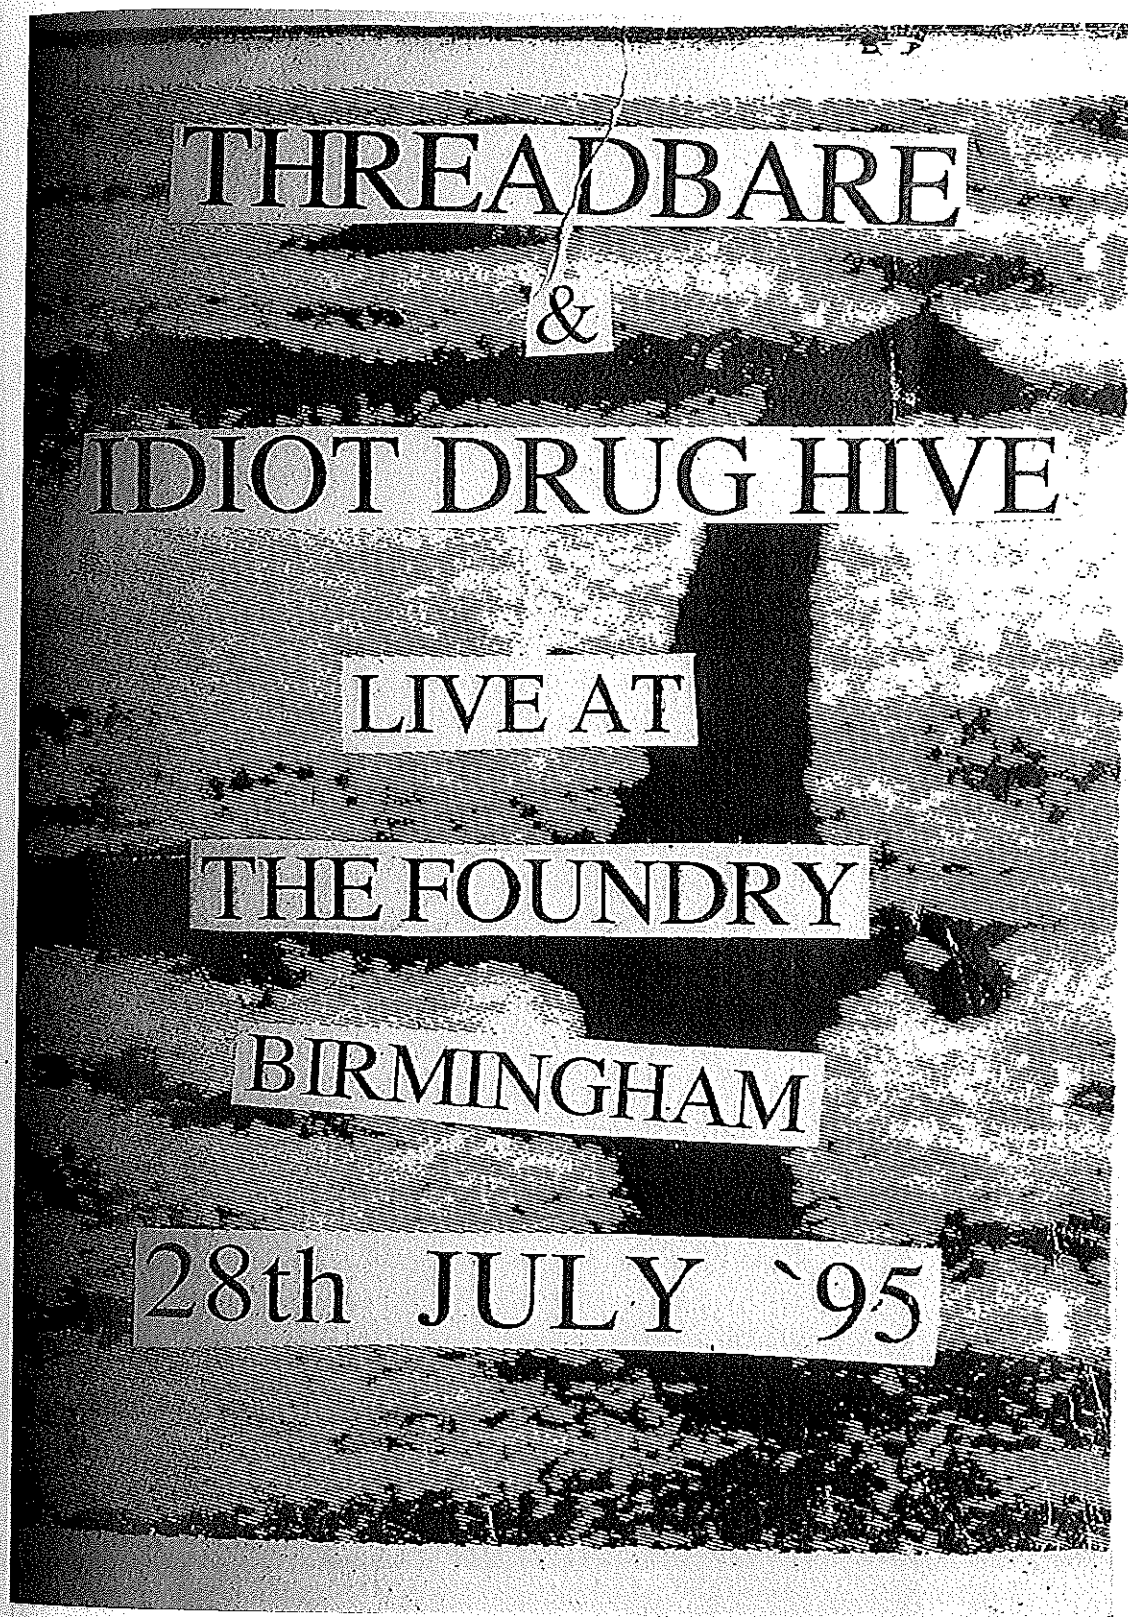 THREADBARE
&
IDIOT DRUG HIVE
LIVE AT
THE FOUNDRY
BIRMINGHAM
28th JULY `95